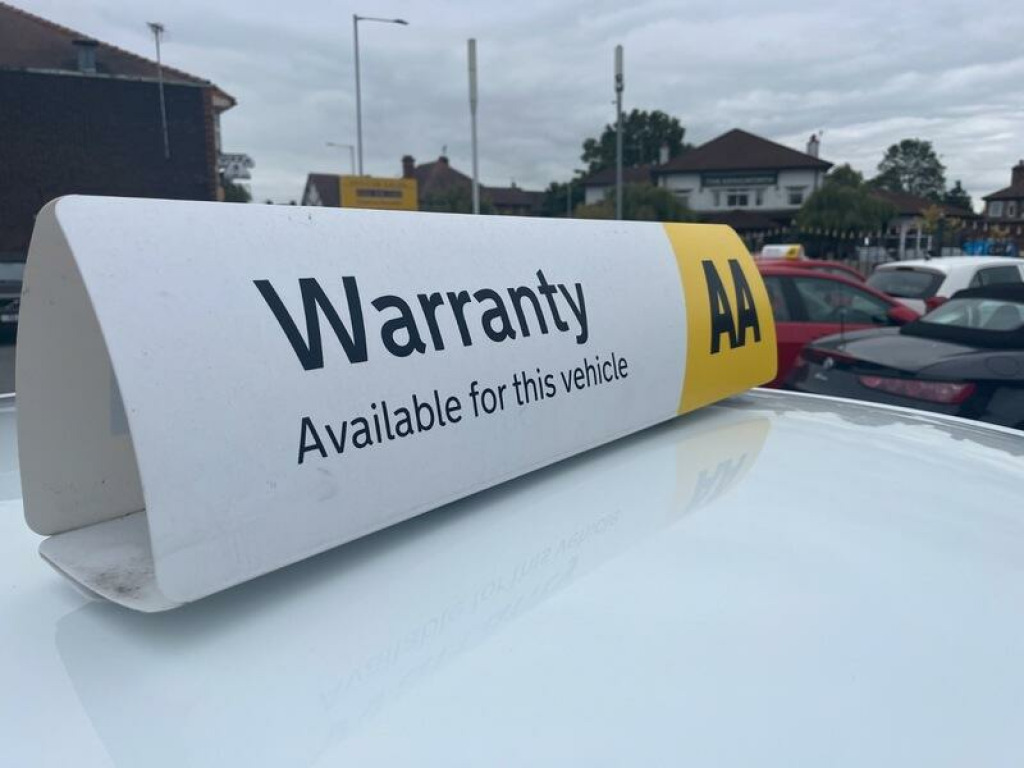 Warranty
Available for this vehicle
AA